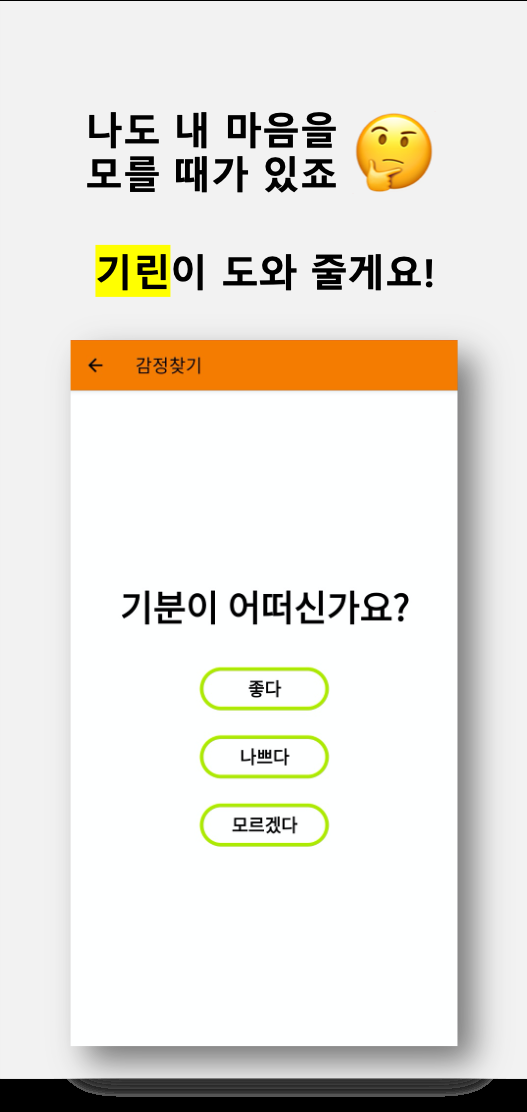 나도 내 마음을
모를 때가 있죠 🤔
기린이 도와 줄게요!
감정찾기
기분이 어떠신가요?
좋다
나쁘다
모르겠다